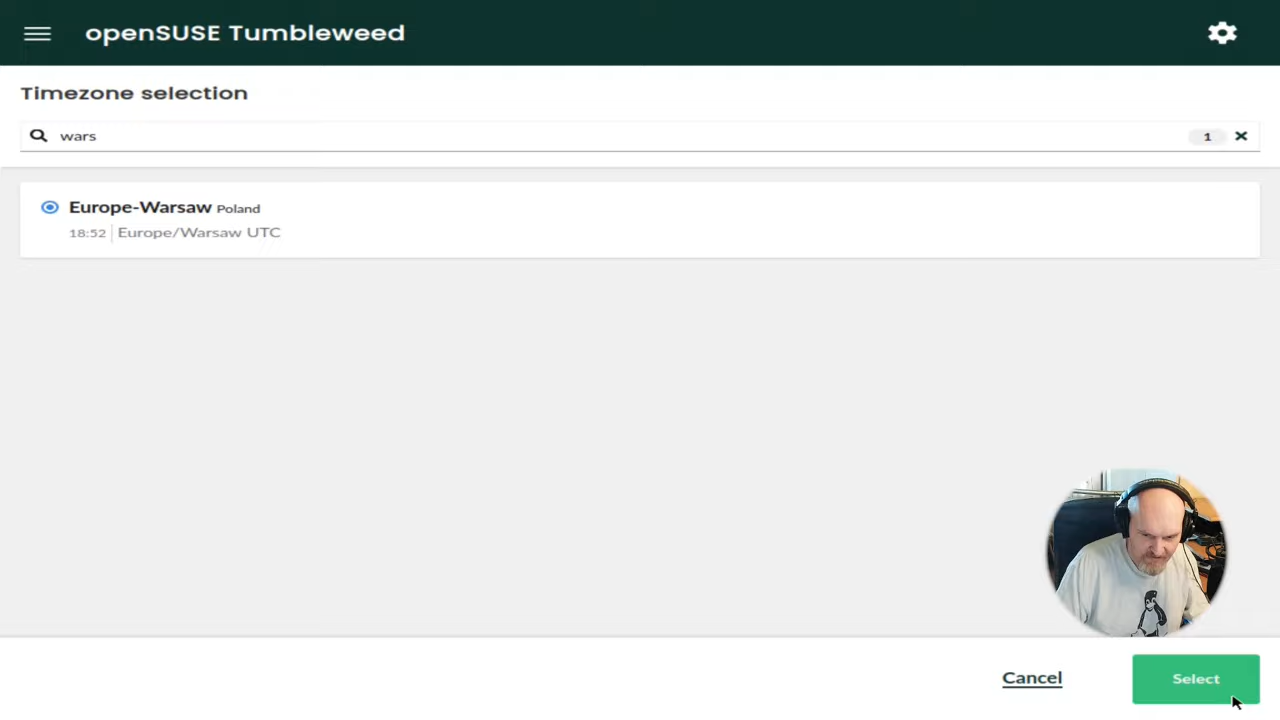 openSUSE Tumbleweed
Timezone selection
wars
1
Europe-Warsaw Poland
18:52 Europe/Warsaw UTC
Cancel
Select